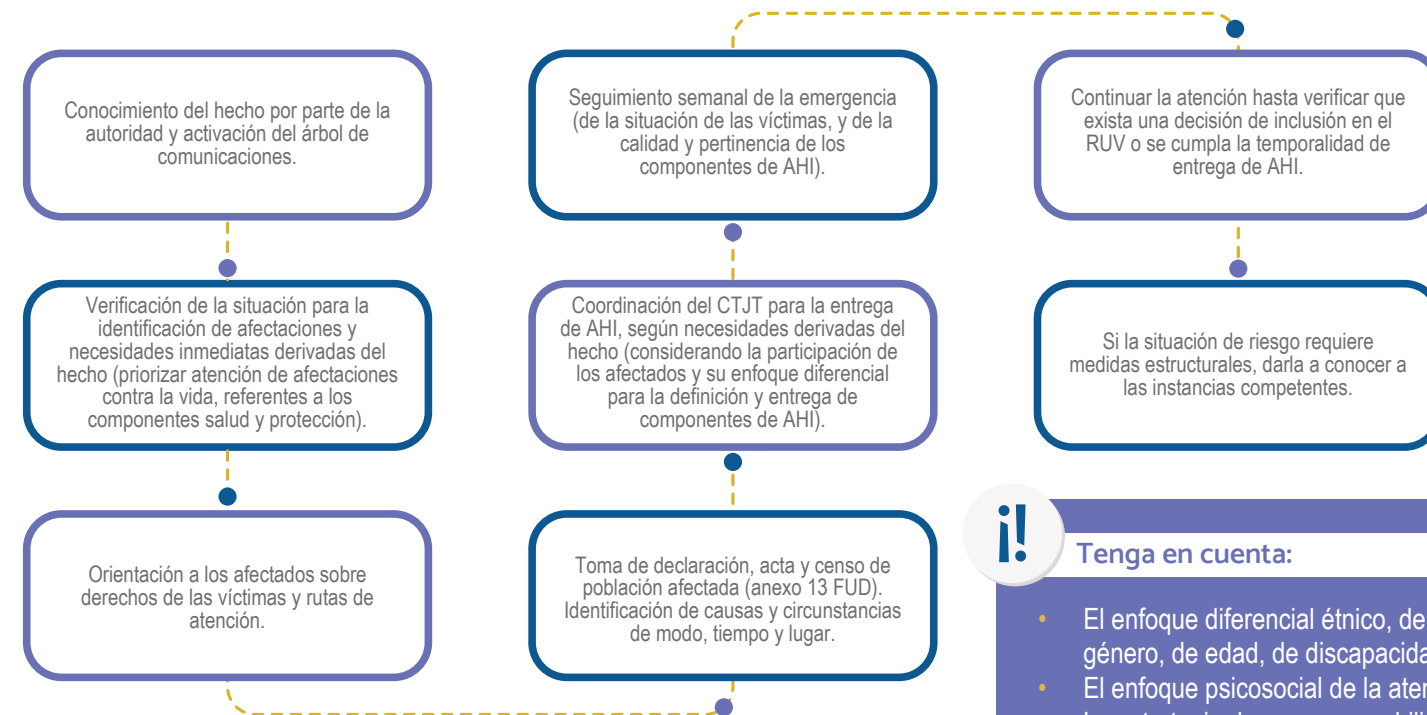 Conocimiento del hecho por parte de la
autoridad y activación del árbol de
comunicaciones.
Verificación de la situación para la
identificación de afectaciones y
necesidades inmediatas derivadas del
hecho (priorizar atención de afectaciones
contra la vida, referentes a los
componentes salud y protección).
Orientación a los afectados sobre
derechos de las víctimas y rutas de
atención.
Toma de declaración, acta y censo de
población afectada (anexo 13 FUD).
Identificación de causas y circunstancias
de modo, tiempo y lugar.
Coordinación del CTJT para la entrega
de AHI, según necesidades derivadas del
hecho (considerando la participación de
los afectados y su enfoque diferencial
para la definición y entrega de
componentes de AHI).
Seguimiento semanal de la emergencia
(de la situación de las víctimas, y de la
calidad y pertinencia de los
componentes de AHI).
Continuar la atención hasta verificar que
exista una decisión de inclusión en el
RUV o se cumpla la temporalidad de
entrega de AHI.
Si la situación de riesgo requiere
medidas estructurales, darla a conocer a
las instancias competentes.
¡!
Tenga en cuenta:
• El enfoque diferencial étnico, de
género, de edad, de discapacida
• El enfoque psicosocial de la aten